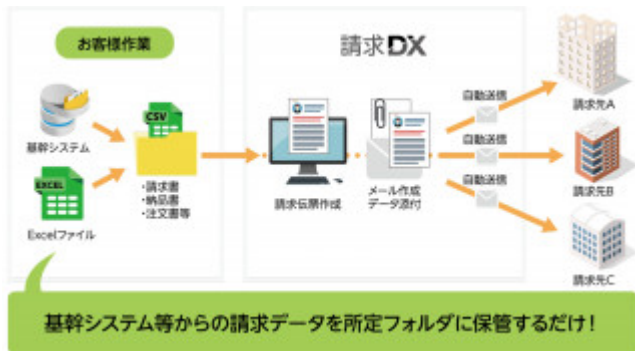 お客様作業
請求DX
基幹システム
CSV
EXCEL
Excelファイル
・請求書
・納品書
・注文書等
請求伝票作成
メール作成
データ添付
自動送信
請求先A
自動送信
請求先B
自動送信
請求先C
基幹システム等からの請求データを所定フォルダに保管するだけ！